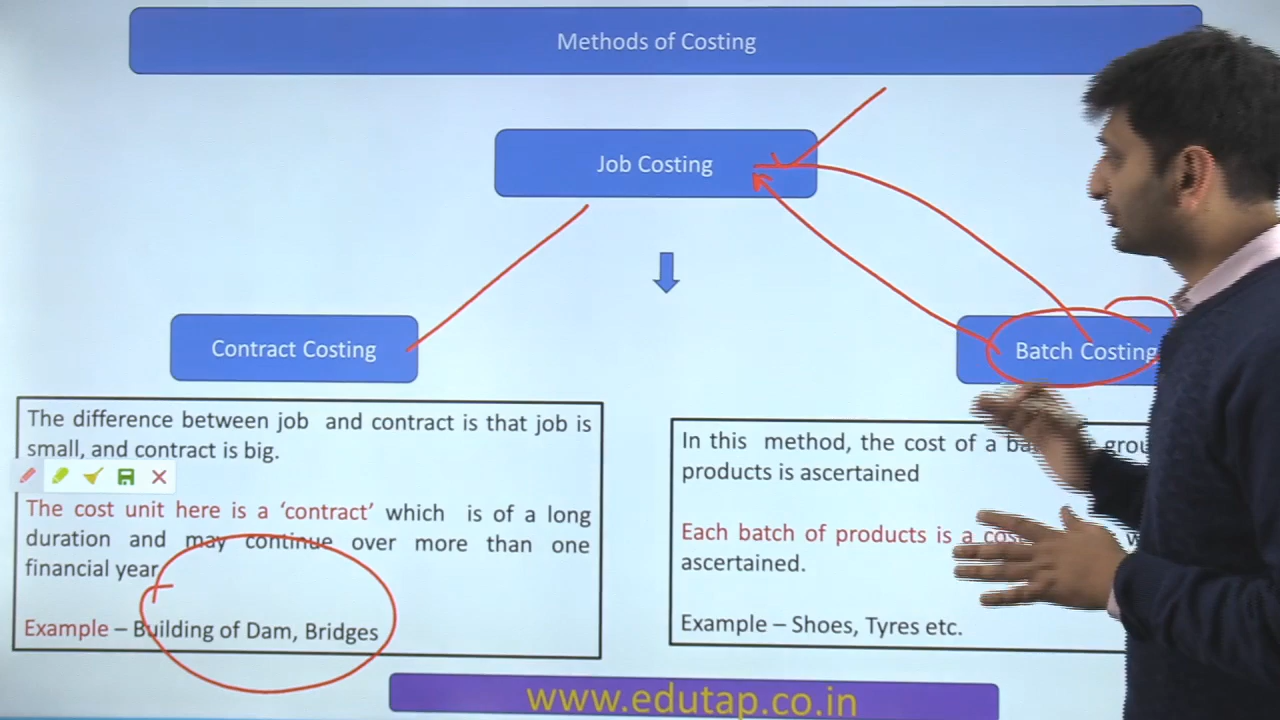 Methods of Costing
Job Costing
Contract Costing
Batch Costing
The difference between job and contract is that job is
small, and contract is big.
The cost unit here is a ‘contract’ which is of a long
duration and may continue over more than one
financial year
Example – Building of Dam, Bridges
In this method, the cost of a
products is ascertained
Each batch of products is a
ascertained.
Example – Shoes, Tyres etc.
www.edutap.co.in